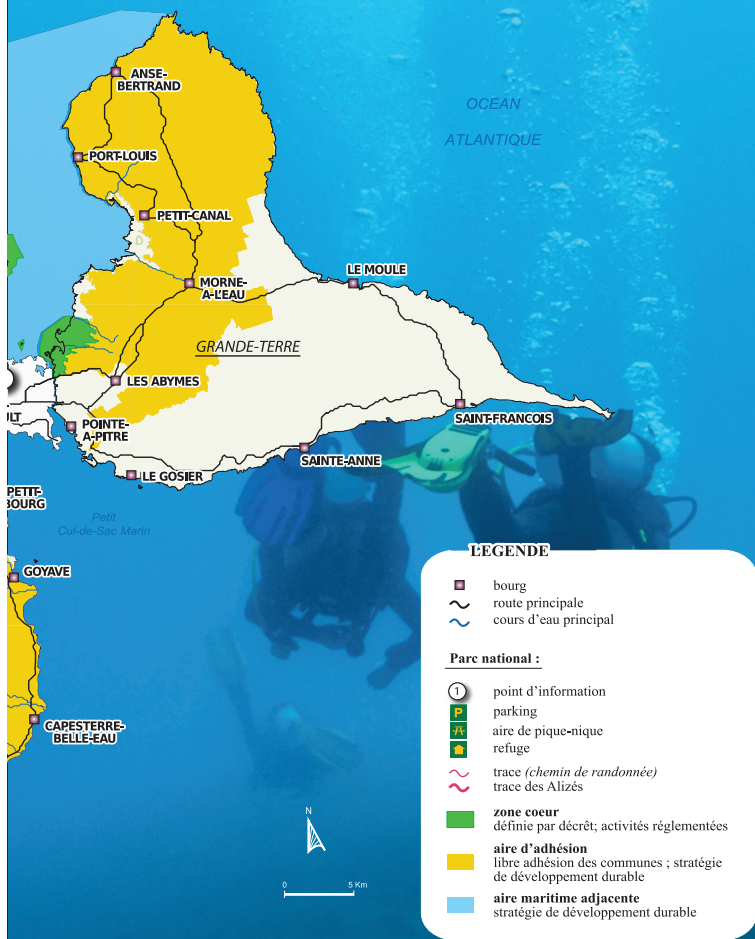 ANSE-
BERTRAND
OCEAN
ATLANTIQUE
PORT-LOUIS
PETIT-CANAL
LE MOULE
MORNE-
A-L'EAU
GRANDE-TERRE
LES ABYMES
SAINT-FRANCOIS
ULT
POINTE-
A-PITRE
SAINTE-ANNE
LE GOSIER
PETIT-
BOURG
Petit
Cul-de-Sac Marin
GOYAVE
CAPESTERRE-
BELLE-EAU
N
0 5 Km
LEGENDE
bourg
route principale
cours d'eau principal
Parc national :
1 point d'information
P parking
aire de pique-nique
refuge
trace (chemin de randonnée)
trace des Alizés
zone coeur
définie par décrêt; activités réglementées
aire d'adhésion
libre adhésion des communes ; stratégie
de développement durable
aire maritime adjacente
stratégie de développement durable